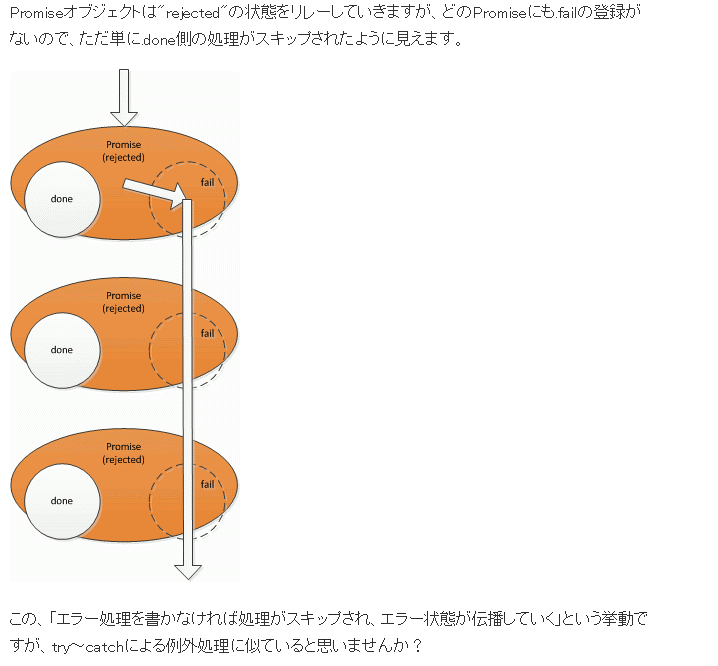 Promiseオブジェクトは"rejected"の状態をリレーしていきますが、どのPromiseにも.failの登録が
ないので、ただ単に.done側の処理がスキップされたように見えます。
Promise
(rejected)
done
fail
Promise
(rejected)
done
fail
Promise
(rejected)
done
fail
この、「エラー処理を書かなければ処理がスキップされ、エラー状態が伝播していく」という挙動で
すが、try～catchによる例外処理に似ていると思いませんか？